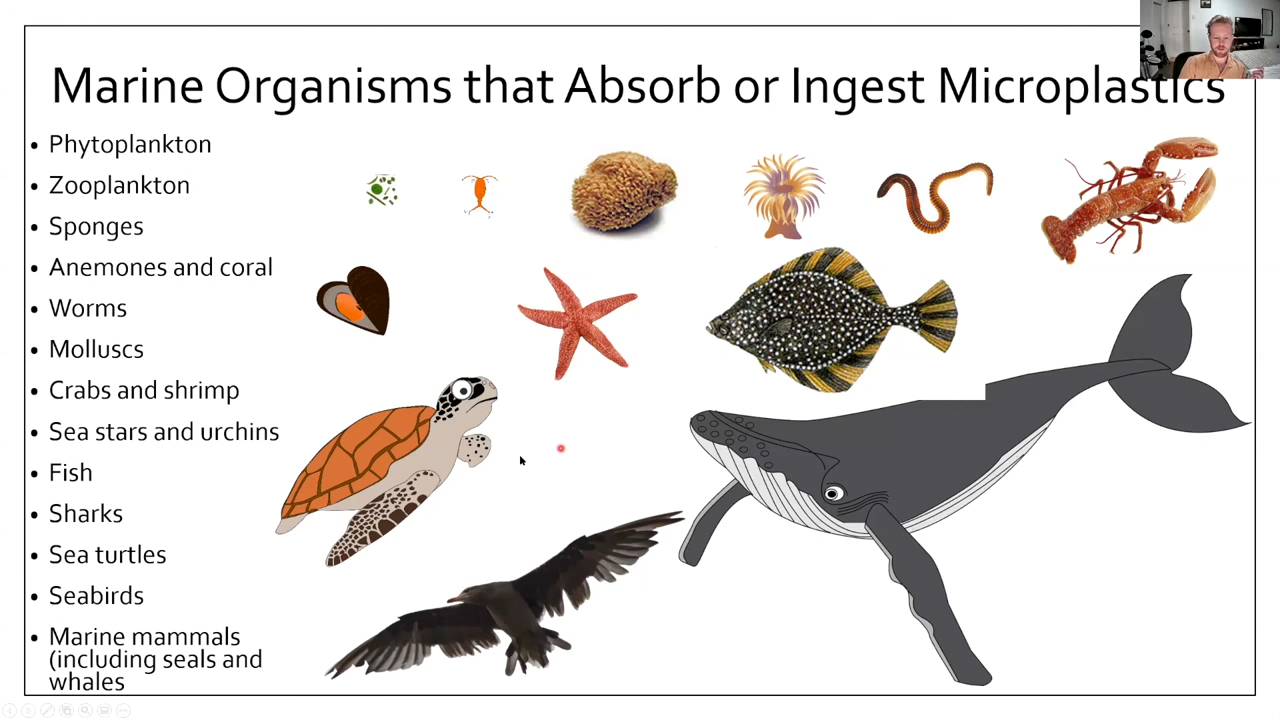 Marine Organisms that Absorb or Ingest Microplastics
• Phytoplankton
• Zooplankton
• Sponges
• Anemones and coral
• Worms
• Molluscs
• Crabs and shrimp
• Sea stars and urchins
• Fish
• Sharks
• Sea turtles
• Seabirds
• Marine mammals
(including seals and
whales